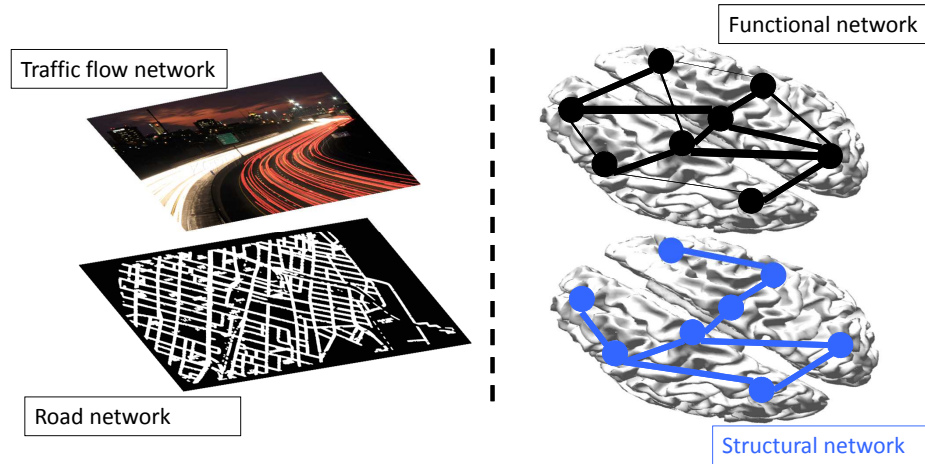 Functional network
Traffic flow network
Road network
Structural network